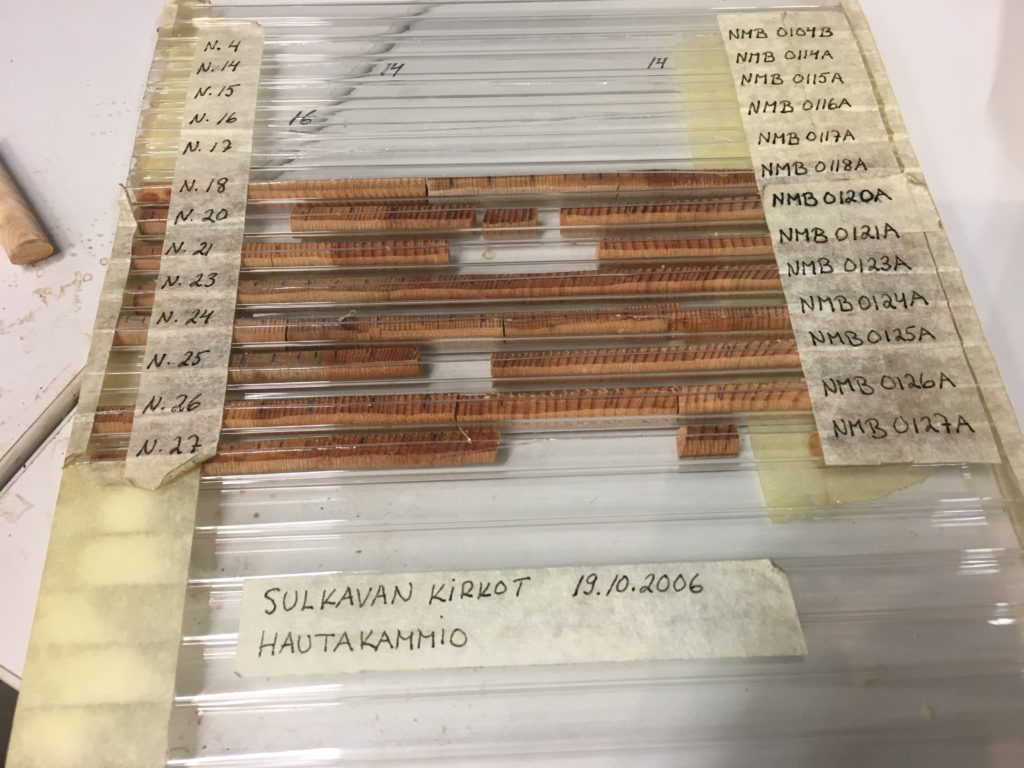 N. 4
N. 14
N. 15
N. 16
N. 17
N. 18
N. 20
N. 21
N. 23
N. 24
N. 25
N. 26
N. 27
14
14
16
NMB 0104B
NMB 0114A
NMB 0115A
NMB 0116A
NMB 0117A
NMB 0118A
NMB 0120A
NMB 0121A
NMB 0123A
NMB 0124A
NMB 0125A
NMB 0126A
NMB 0127A
SULKAVAN KIRKOT 19.10.2006
HAUTAKAMMIO